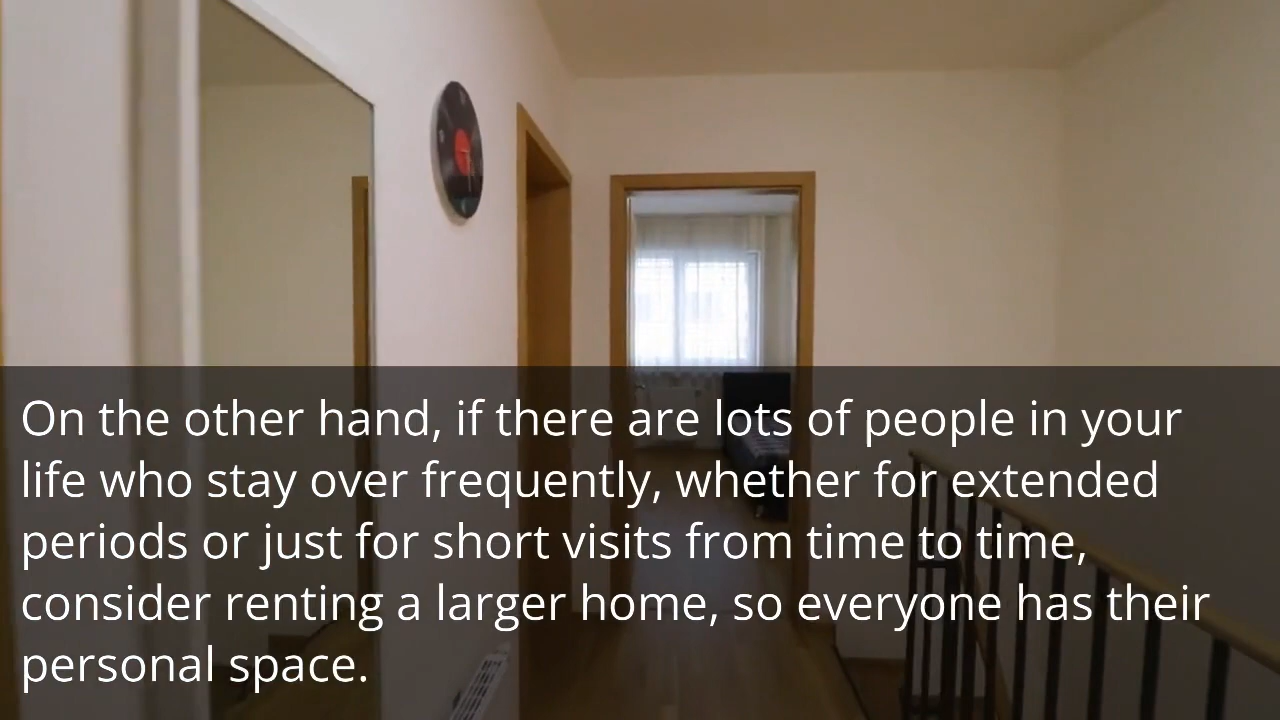 On the other hand, if there are lots of people in your
life who stay over frequently, whether for extended
periods or just for short visits from time to time,
consider renting a larger home, so everyone has their
personal space.